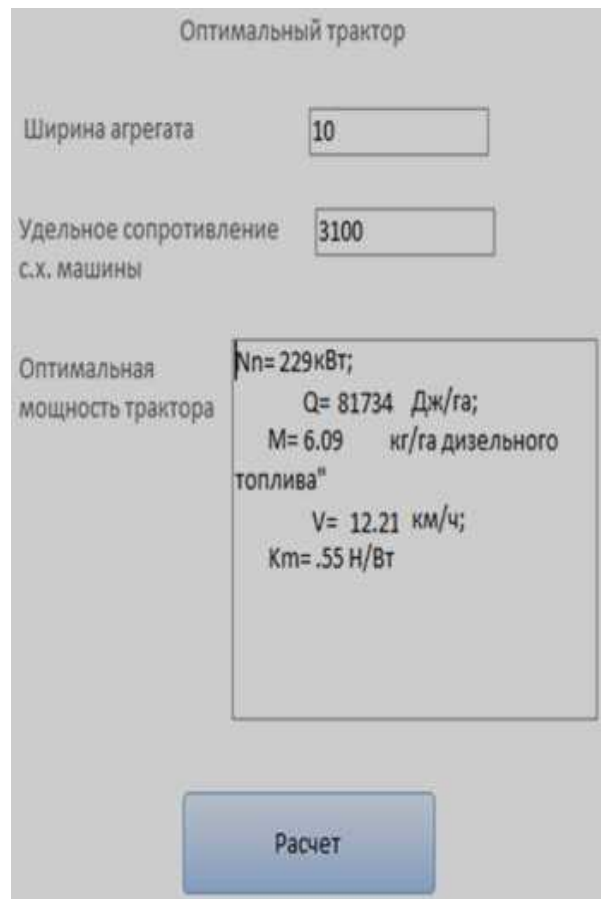 Оптимальный трактор
Ширина агрегата
10
Удельное сопротивление
с.х. машины
3100
Оптимальная
мощность трактора
Nn= 229кВт;
Q= 81734 Дж/га;
M= 6.09 кг/га дизельного
топлива"
V= 12.21 км/ч;
Km= .55 Н/Вт
Расчет